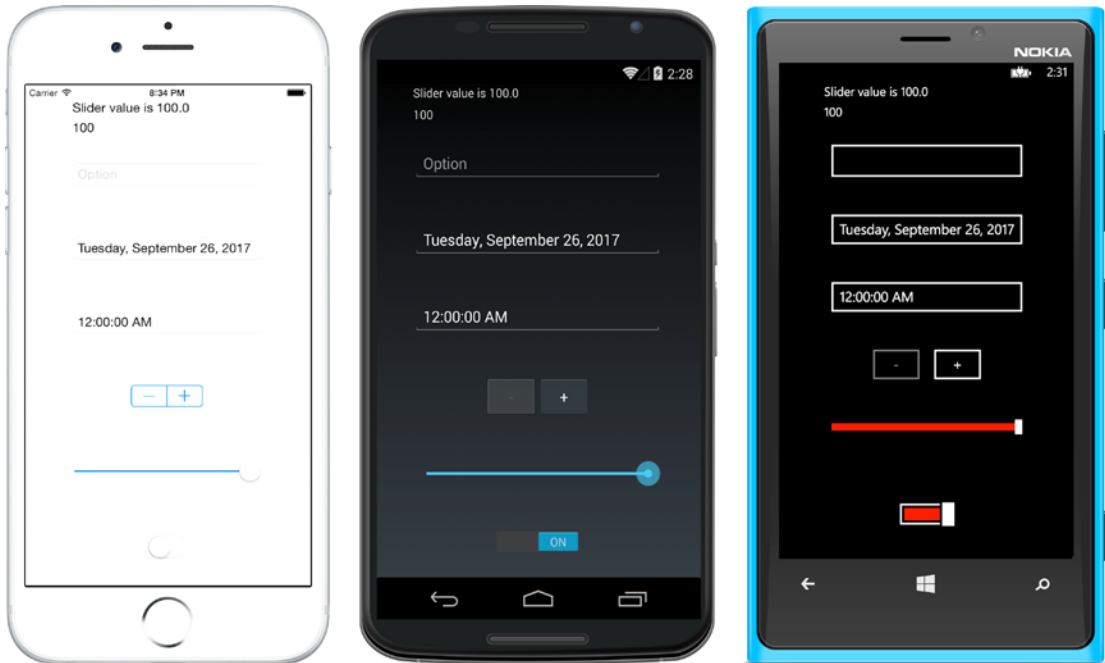 Carrier 8:34 PM
Slider value is 100.0
100
Option
Tuesday, September 26, 2017
12:00:00 AM
− +
2:28
Slider value is 100.0
100
Option
Tuesday, September 26, 2017
12:00:00 AM
- +
ON
NOKIA
2:31
Slider value is 100.0
100
Tuesday, September 26, 2017
12:00:00 AM
- +